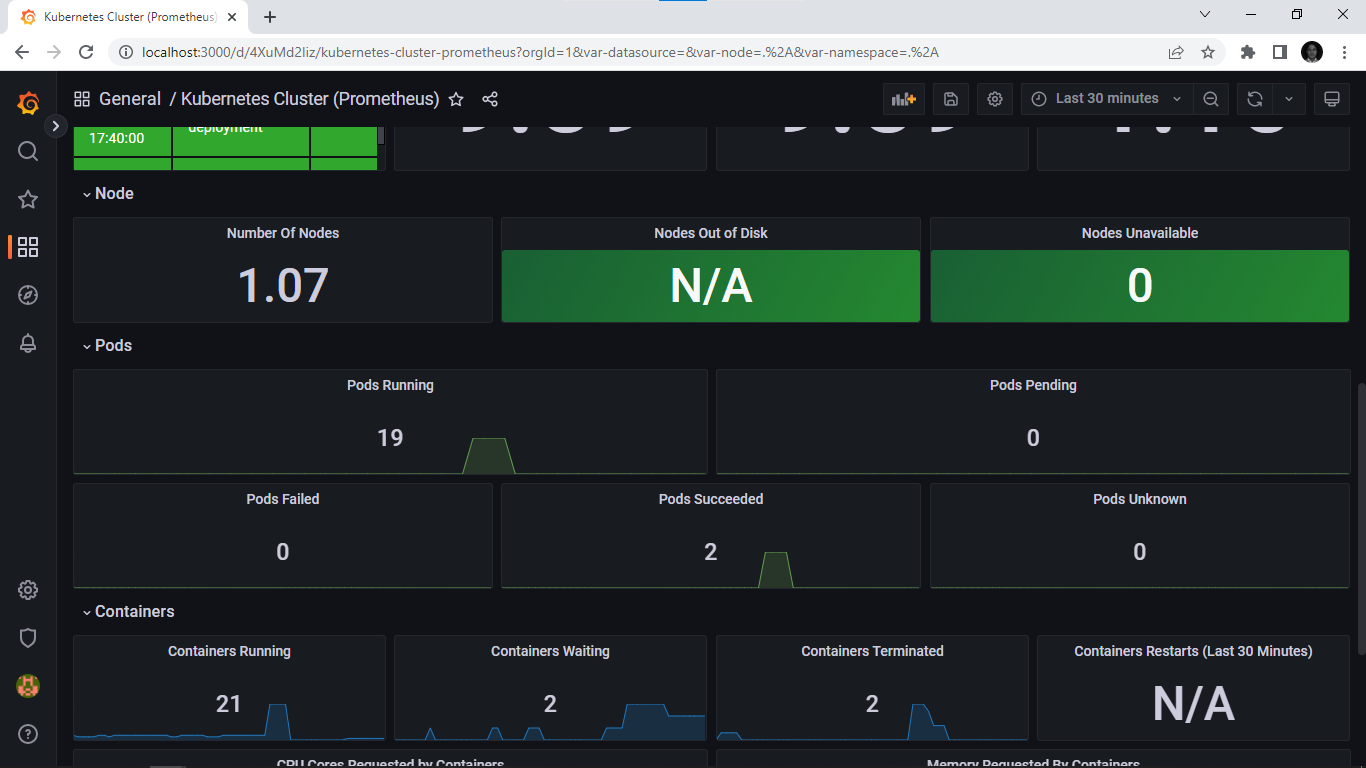 Kubernetes Cluster (Prometheus)
localhost:3000/d/4XuMd2liz/kubernetes-cluster-prometheus?orgId=1&var-datasource=&var-node=.%2A&var-namespace=.%2A
General / Kubernetes Cluster (Prometheus)
Last 30 minutes
17:40:00
deployment
Node
Number Of Nodes
1.07
Nodes Out of Disk
N/A
Nodes Unavailable
0
Pods
Pods Running
19
Pods Pending
0
Pods Failed
0
Pods Succeeded
2
Pods Unknown
0
Containers
Containers Running
21
Containers Waiting
2
Containers Terminated
2
Containers Restarts (Last 30 Minutes)
N/A
CPU Cores Requested by Containers
Memory Requested By Containers